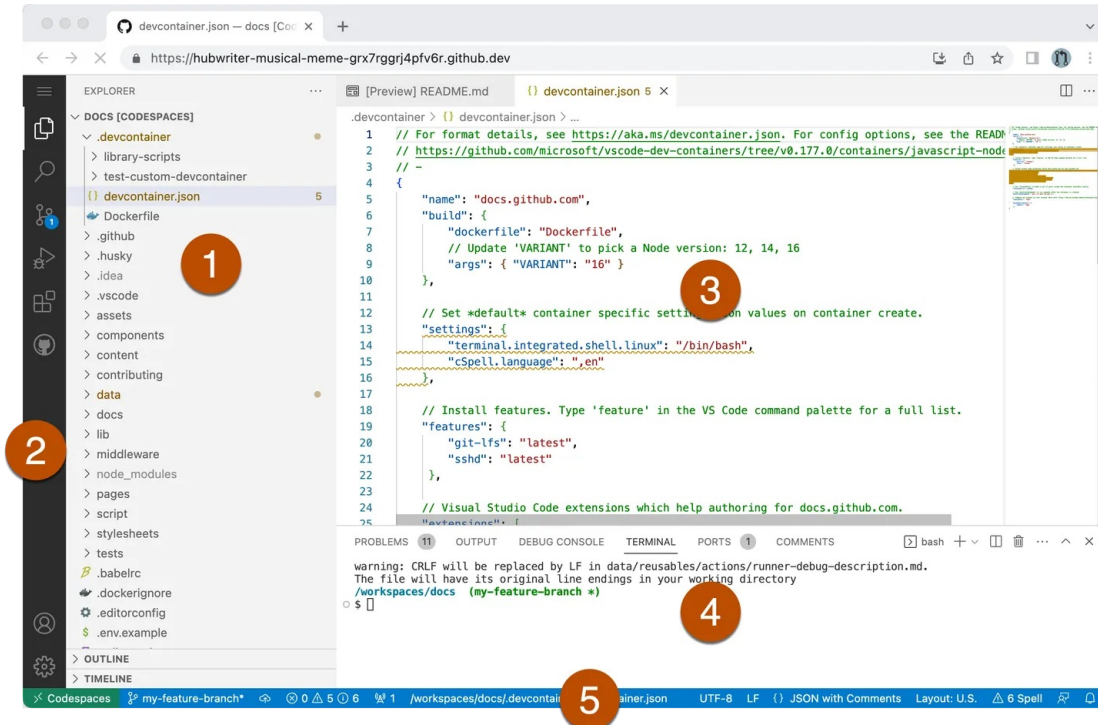 devcontainer.json — docs [Co
https://hubwriter-musical-meme-grx7rggrj4pfv6r.github.dev
EXPLORER
DOCS [CODESPACES]
.devcontainer
library-scripts
test-custom-devcontainer
{} devcontainer.json 5
Dockerfile
.github
.husky
.idea
.vscode
assets
components
content
contributing
data
docs
lib
middleware
node_modules
pages
script
stylesheets
tests
.babelrc
.dockerignore
.editorconfig
$ .env.example
OUTLINE
TIMELINE
1
1
2
[Preview] README.md
{} devcontainer.json 5
.devcontainer > {} devcontainer.json > ...
1 // For format details, see https://aka.ms/devcontainer.json. For config options, see the READM
2 // https://github.com/microsoft/vscode-dev-containers/tree/v0.177.0/containers/javascript-node
3 // -
4 {
5 "name": "docs.github.com",
6 "build": {
7 "dockerfile": "Dockerfile",
8 // Update 'VARIANT' to pick a Node version: 12, 14, 16
9 "args": { "VARIANT": "16" }
10 },
11
12 // Set *default* container specific setti on values on container create.
13 "settings": {
14 "terminal.integrated.shell.linux": "/bin/bash",
15 "cSpell.language": ",en"
16 },
17
18 // Install features. Type 'feature' in the VS Code command palette for a full list.
19 "features": {
20 "git-lfs": "latest",
21 "sshd": "latest"
22 },
23
24 // Visual Studio Code extensions which help authoring for docs.github.com.
25 "extensions": [
3
PROBLEMS 11 OUTPUT DEBUG CONSOLE TERMINAL PORTS 1 COMMENTS bash
warning: CRLF will be replaced by LF in data/reusables/actions/runner-debug-description.md.
The file will have its original line endings in your working directory
/workspaces/docs (my-feature-branch *)
$
4
Codespaces my-feature-branch* 0 5 6 1 /workspaces/docs/.devcontai 5 ainer.json UTF-8 LF {} JSON with Comments Layout: U.S. 6 Spell